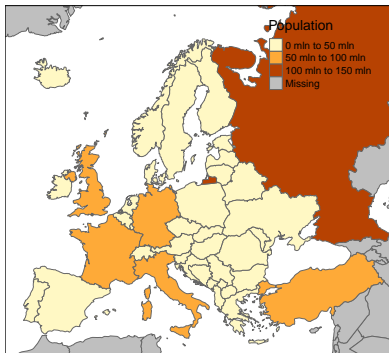 Population
0 mln to 50 mln
50 mln to 100 mln
100 mln to 150 mln
Missing